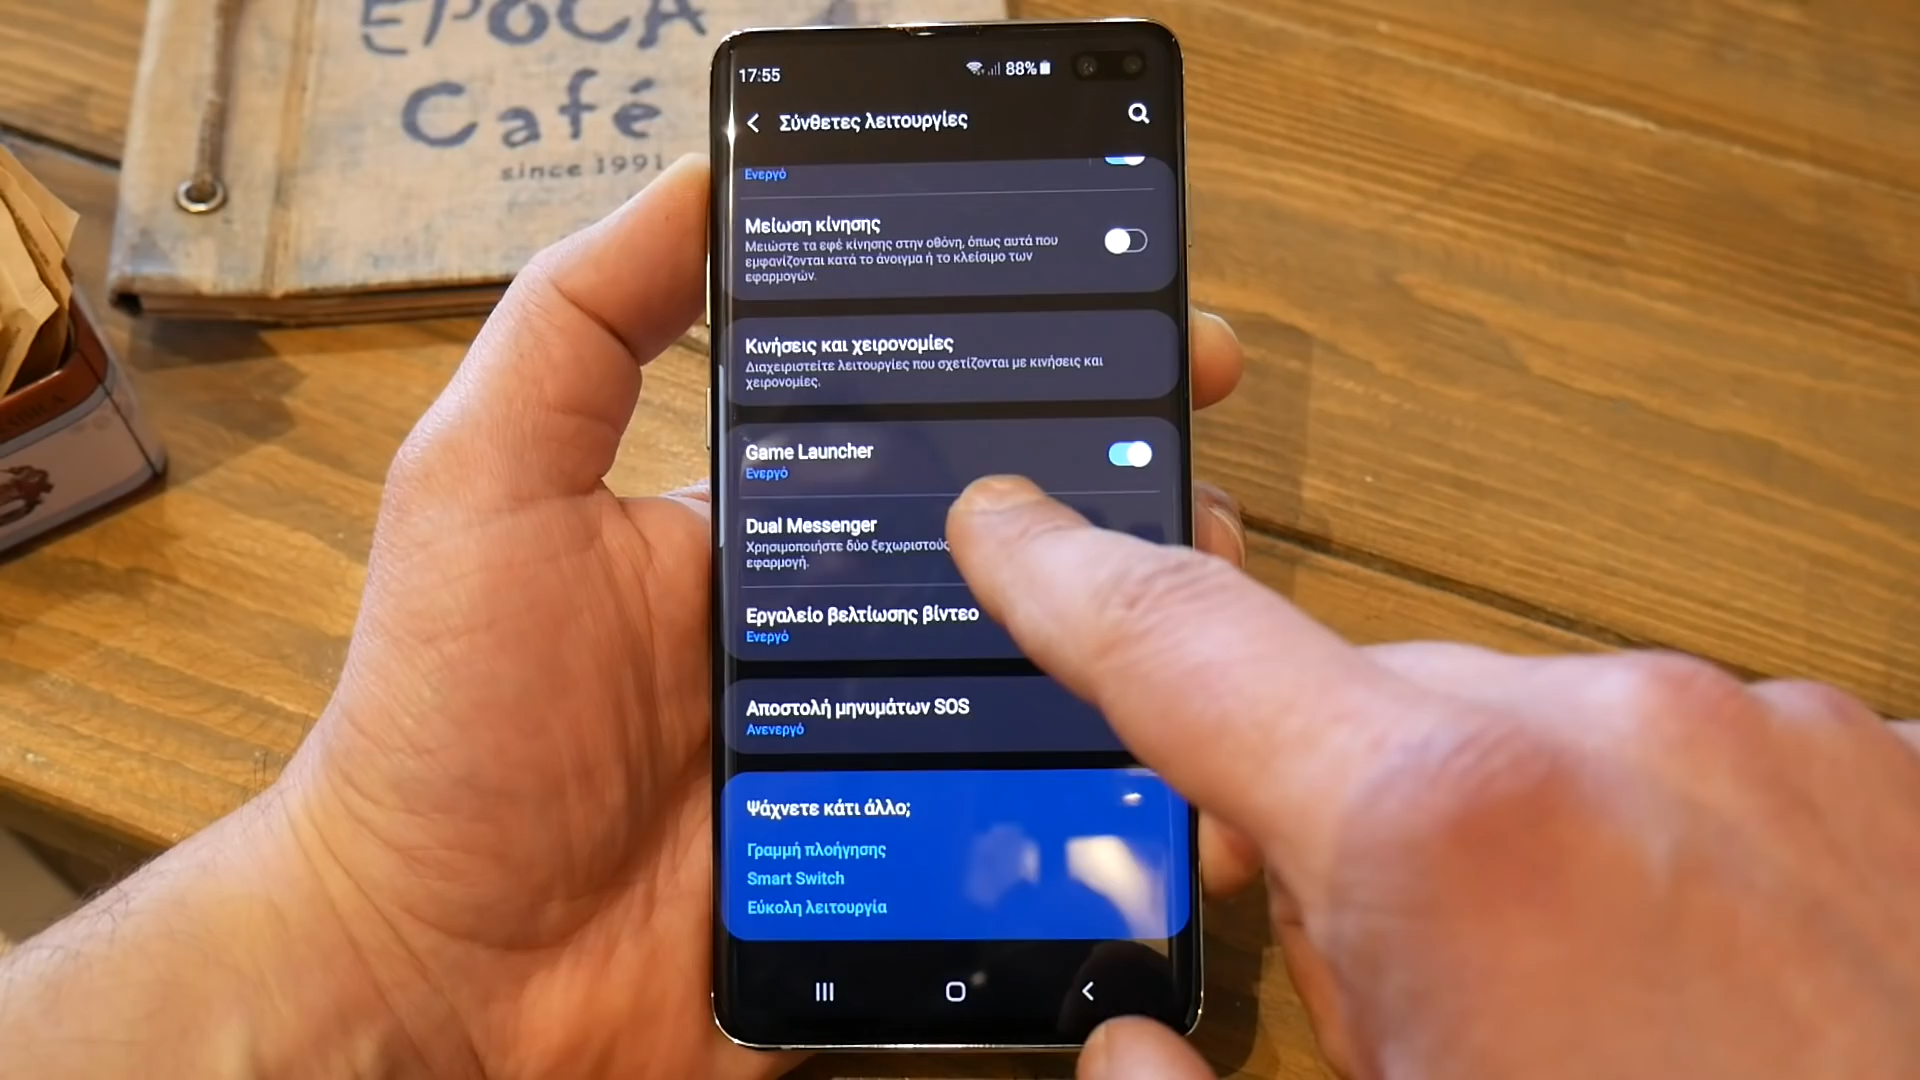 EPOCA
Café
since 1991
17:55
88%
Σύνθετες λειτουργίες
Ενεργό
Μείωση κίνησης
Μειώστε τα εφέ κίνησης στην οθόνη, όπως αυτά που
εμφανίζονται κατά το άνοιγμα ή το κλείσιμο των
εφαρμογών.
Κινήσεις και χειρονομίες
Διαχειριστείτε λειτουργίες που σχετίζονται με κινήσεις και
χειρονομίες.
Game Launcher
Ενεργό
Dual Messenger
Χρησιμοποιήστε δύο ξεχωριστούς
εφαρμογή.
Εργαλείο βελτίωσης βίντεο
Ενεργό
Αποστολή μηνυμάτων SOS
Ανενεργό
Ψάχνετε κάτι άλλο;
Γραμμή πλοήγησης
Smart Switch
Εύκολη λειτουργία